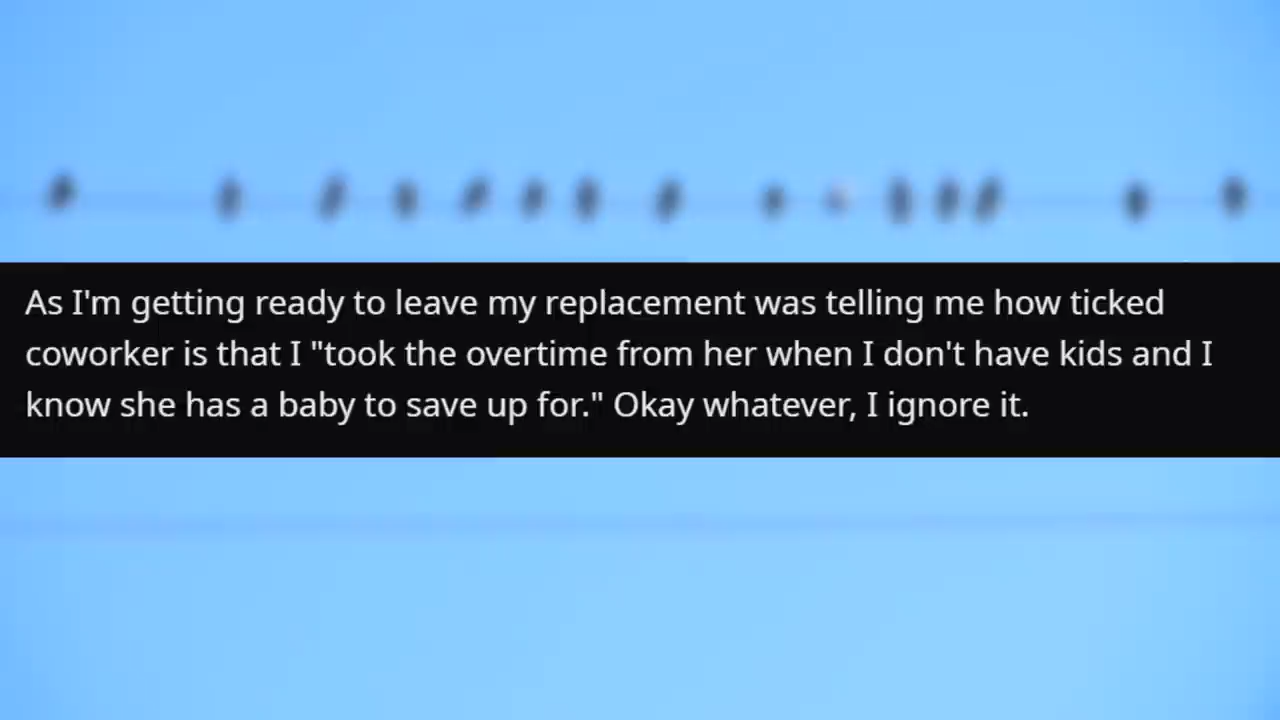 As I'm getting ready to leave my replacement was telling me how ticked
coworker is that I "took the overtime from her when I don't have kids and I
know she has a baby to save up for." Okay whatever, I ignore it.